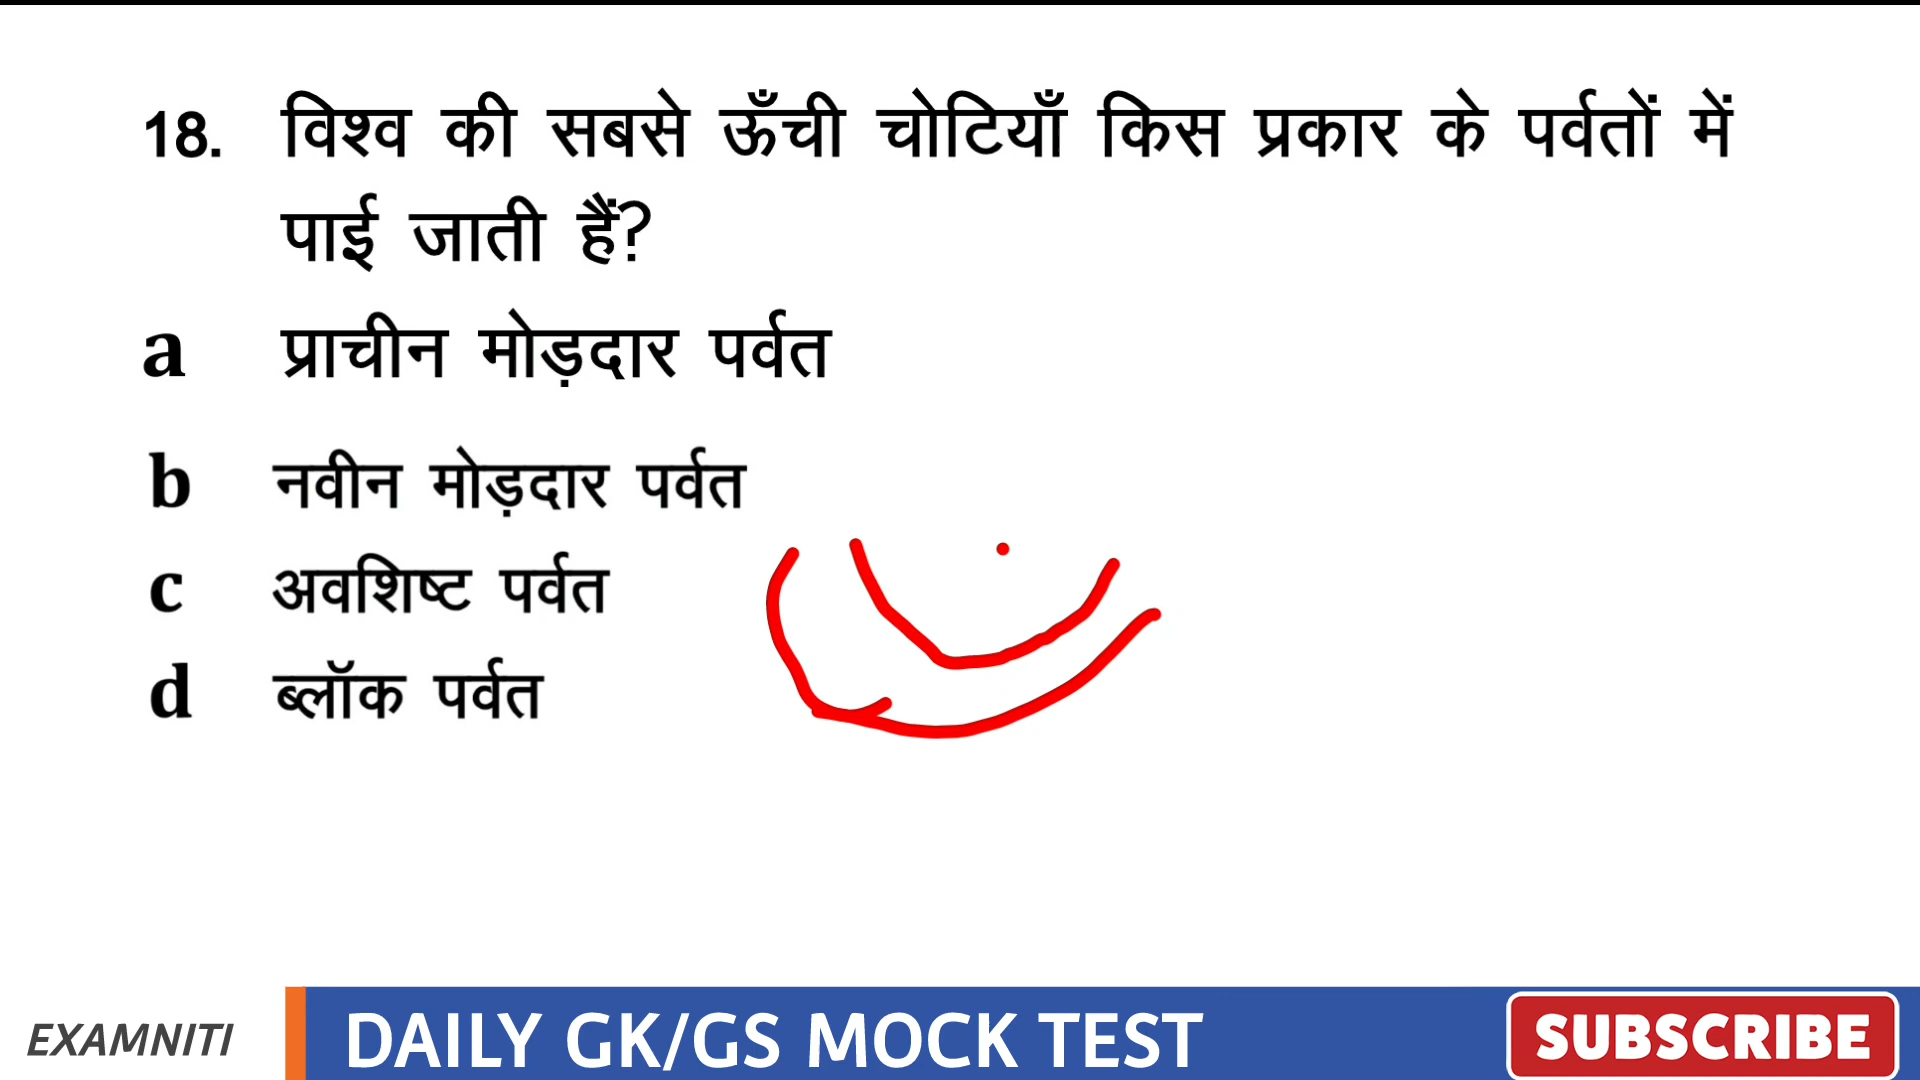 18. विश्व की सबसे ऊँची चोटियाँ किस प्रकार के पर्वतों में
पाई जाती हैं?
a प्राचीन मोड़दार पर्वत
b नवीन मोड़दार पर्वत
c अवशिष्ट पर्वत
d ब्लॉक पर्वत
EXAMNITI DAILY GK/GS MOCK TEST SUBSCRIBE